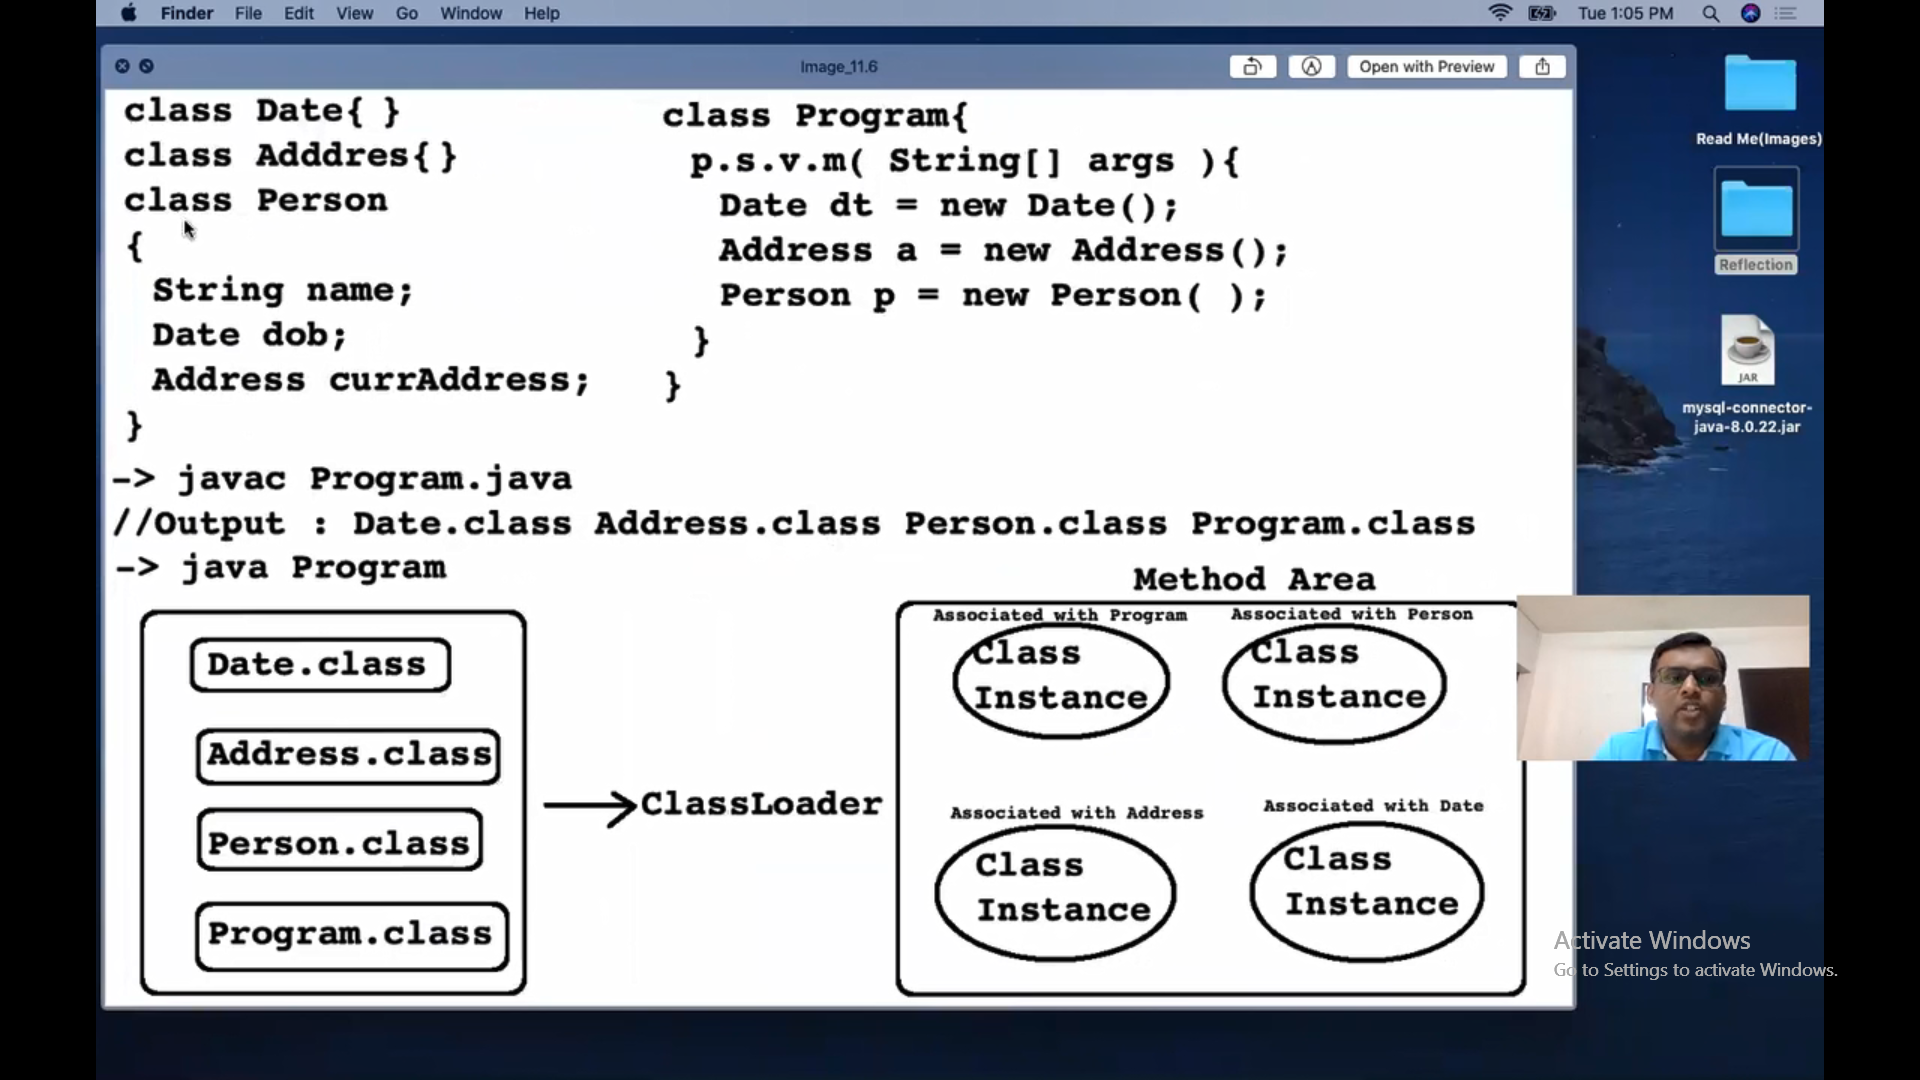 Finder File Edit View Go Window Help Tue 1:05 PM
Image_11.6 Open with Preview
class Date{ }
class Adddres{}
class Person
{
String name;
Date dob;
Address currAddress;
}
class Program{
p.s.v.m( String[] args ){
Date dt = new Date();
Address a = new Address();
Person p = new Person( );
}
}
-> javac Program.java
//Output : Date.class Address.class Person.class Program.class
-> java Program
Date.class
Address.class
Person.class
Program.class
ClassLoader
Method Area
Associated with Program
Class
Instance
Associated with Person
Class
Instance
Associated with Address
Class
Instance
Associated with Date
Class
Instance
Read Me(Images)
Reflection
JAR
mysql-connector-
java-8.0.22.jar
Activate Windows
Go to Settings to activate Windows.